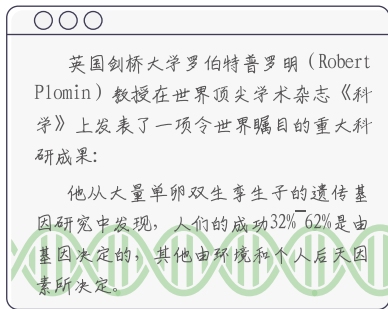 英国剑桥大学罗伯特普罗明（Robert
Plomin）教授在世界顶尖学术杂志《科
学》上发表了一项令世界瞩目的重大科
研成果：
他从大量单卵双生孪生子的遗传基
因研究中发现，人们的成功32%-62%是由
基因决定的，其他由环境和个人后天因
素所决定。